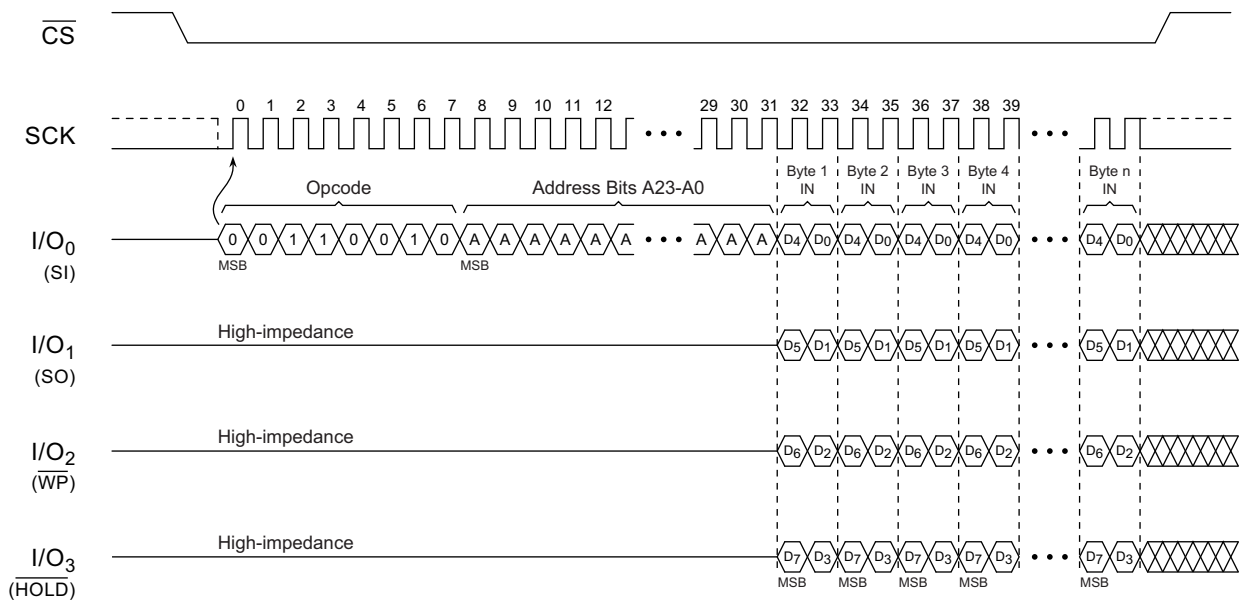 CS
0 1 2 3 4 5 6 7 8 9 10 11 12 29 30 31 32 33 34 35 36 37 38 39
SCK • • • • • •
Byte 1 IN Byte 2 IN Byte 3 IN Byte 4 IN Byte n IN
Opcode Address Bits A23-A0
I/O0 0 0 1 1 0 0 1 0 A A A A A A • • • A A A D4 D0 D4 D0 D4 D0 D4 D0 • • • D4 D0
(SI) MSB MSB
High-impedance
I/O1 D5 D1 D5 D1 D5 D1 D5 D1 • • • D5 D1
(SO)
High-impedance
I/O2 D6 D2 D6 D2 D6 D2 D6 D2 • • • D6 D2
(WP)
High-impedance
I/O3 D7 D3 D7 D3 D7 D3 D7 D3 • • • D7 D3
(HOLD) MSB MSB MSB MSB MSB